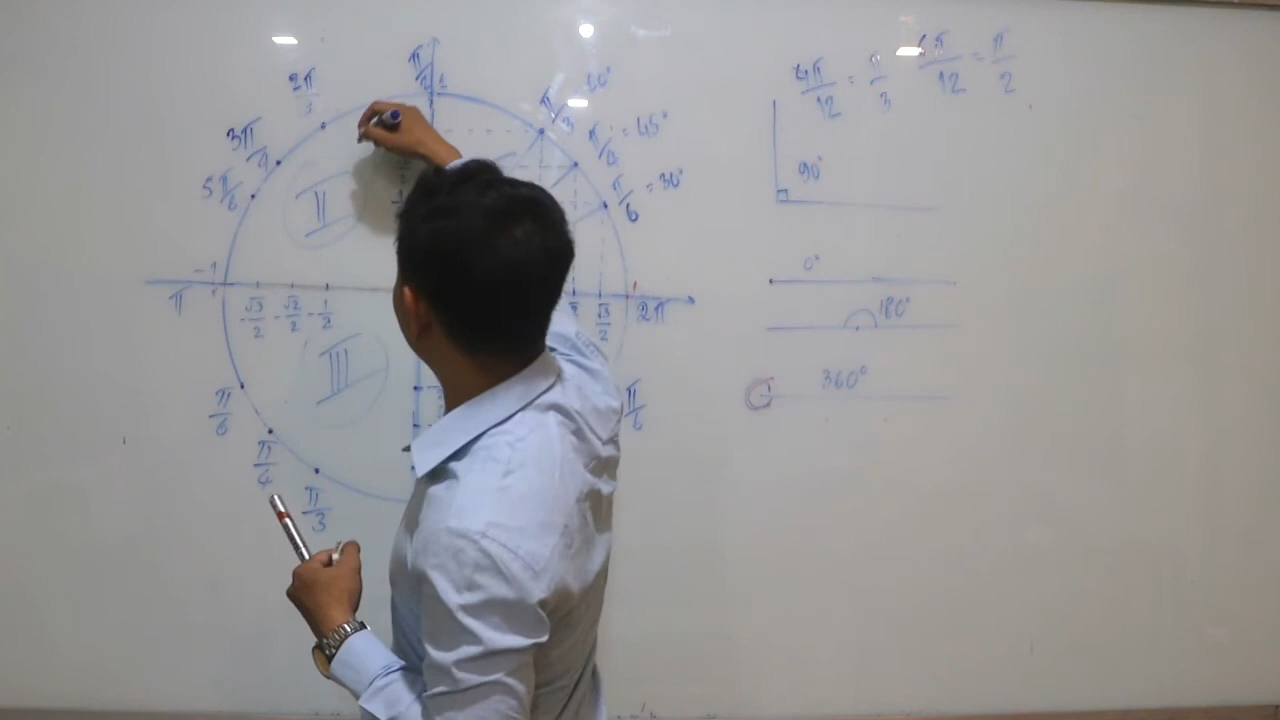 π/2 1
2π/3
π/3
3π/4
π/4 = 45°
5π/6
π/6 = 30°
II
-1
π
-√3/2 -√2/2 -1/2
√3/2
2π
III
π/6
π/6
π/4
π/3
4π/12 = π/3
6π/12 = π/2
90°
0°
180°
360°